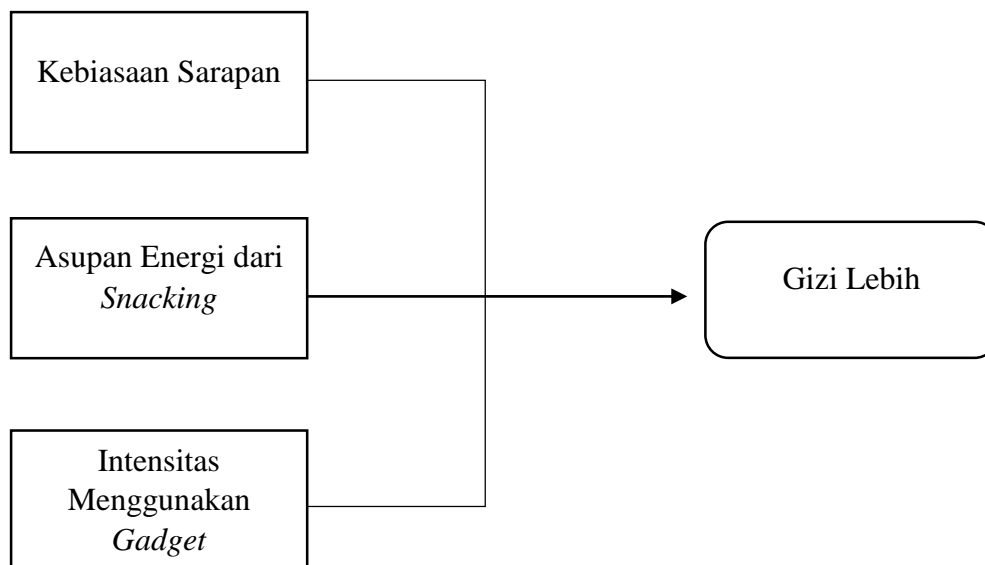 Kebiasaan Sarapan
Asupan Energi dari
Snacking
Gizi Lebih
Intensitas
Menggunakan
Gadget